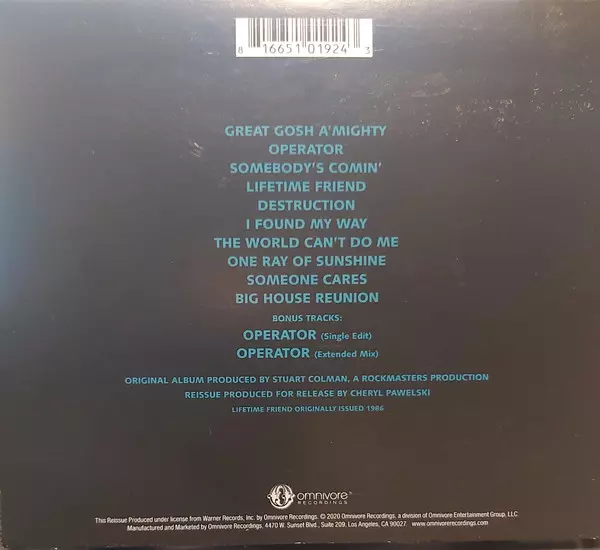 8 16651 01924 3
GREAT GOSH A'MIGHTY
OPERATOR
SOMEBODY'S COMIN'
LIFETIME FRIEND
DESTRUCTION
I FOUND MY WAY
THE WORLD CAN'T DO ME
ONE RAY OF SUNSHINE
SOMEONE CARES
BIG HOUSE REUNION
BONUS TRACKS:
OPERATOR (Single Edit)
OPERATOR (Extended Mix)
ORIGINAL ALBUM PRODUCED BY STUART COLMAN, A ROCKMASTERS PRODUCTION
REISSUE PRODUCED FOR RELEASE BY CHERYL PAWELSKI
LIFETIME FRIEND ORIGINALLY ISSUED 1986
omnivore
RECORDINGS
This Reissue Produced under license from Warner Records, Inc. by Omnivore Recordings. © 2020 Omnivore Recordings, a division of Omnivore Entertainment Group, LLC.
Manufactured and Marketed by Omnivore Recordings, 4470 W. Sunset Blvd., Suite 209, Los Angeles, CA 90027. www.omnivorerecordings.com